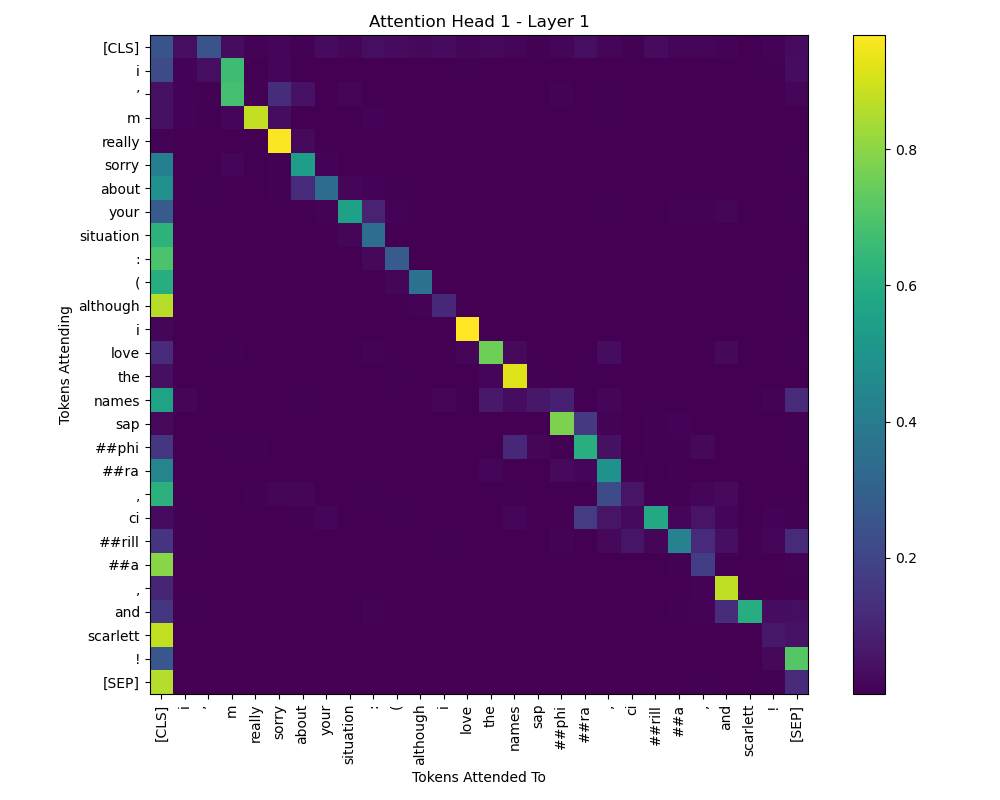 Attention Head 1 - Layer 1
[CLS]
i
'
m
really
sorry
about
your
situation
:
(
although
i
love
the
names
sap
##phi
##ra
,
ci
##rill
##a
,
and
scarlett
!
[SEP]
Tokens Attending
[CLS]
i
'
m
really
sorry
about
your
situation
:
(
although
i
love
the
names
sap
##phi
##ra
,
ci
##rill
##a
,
and
scarlett
!
[SEP]
Tokens Attended To
0.8
0.6
0.4
0.2